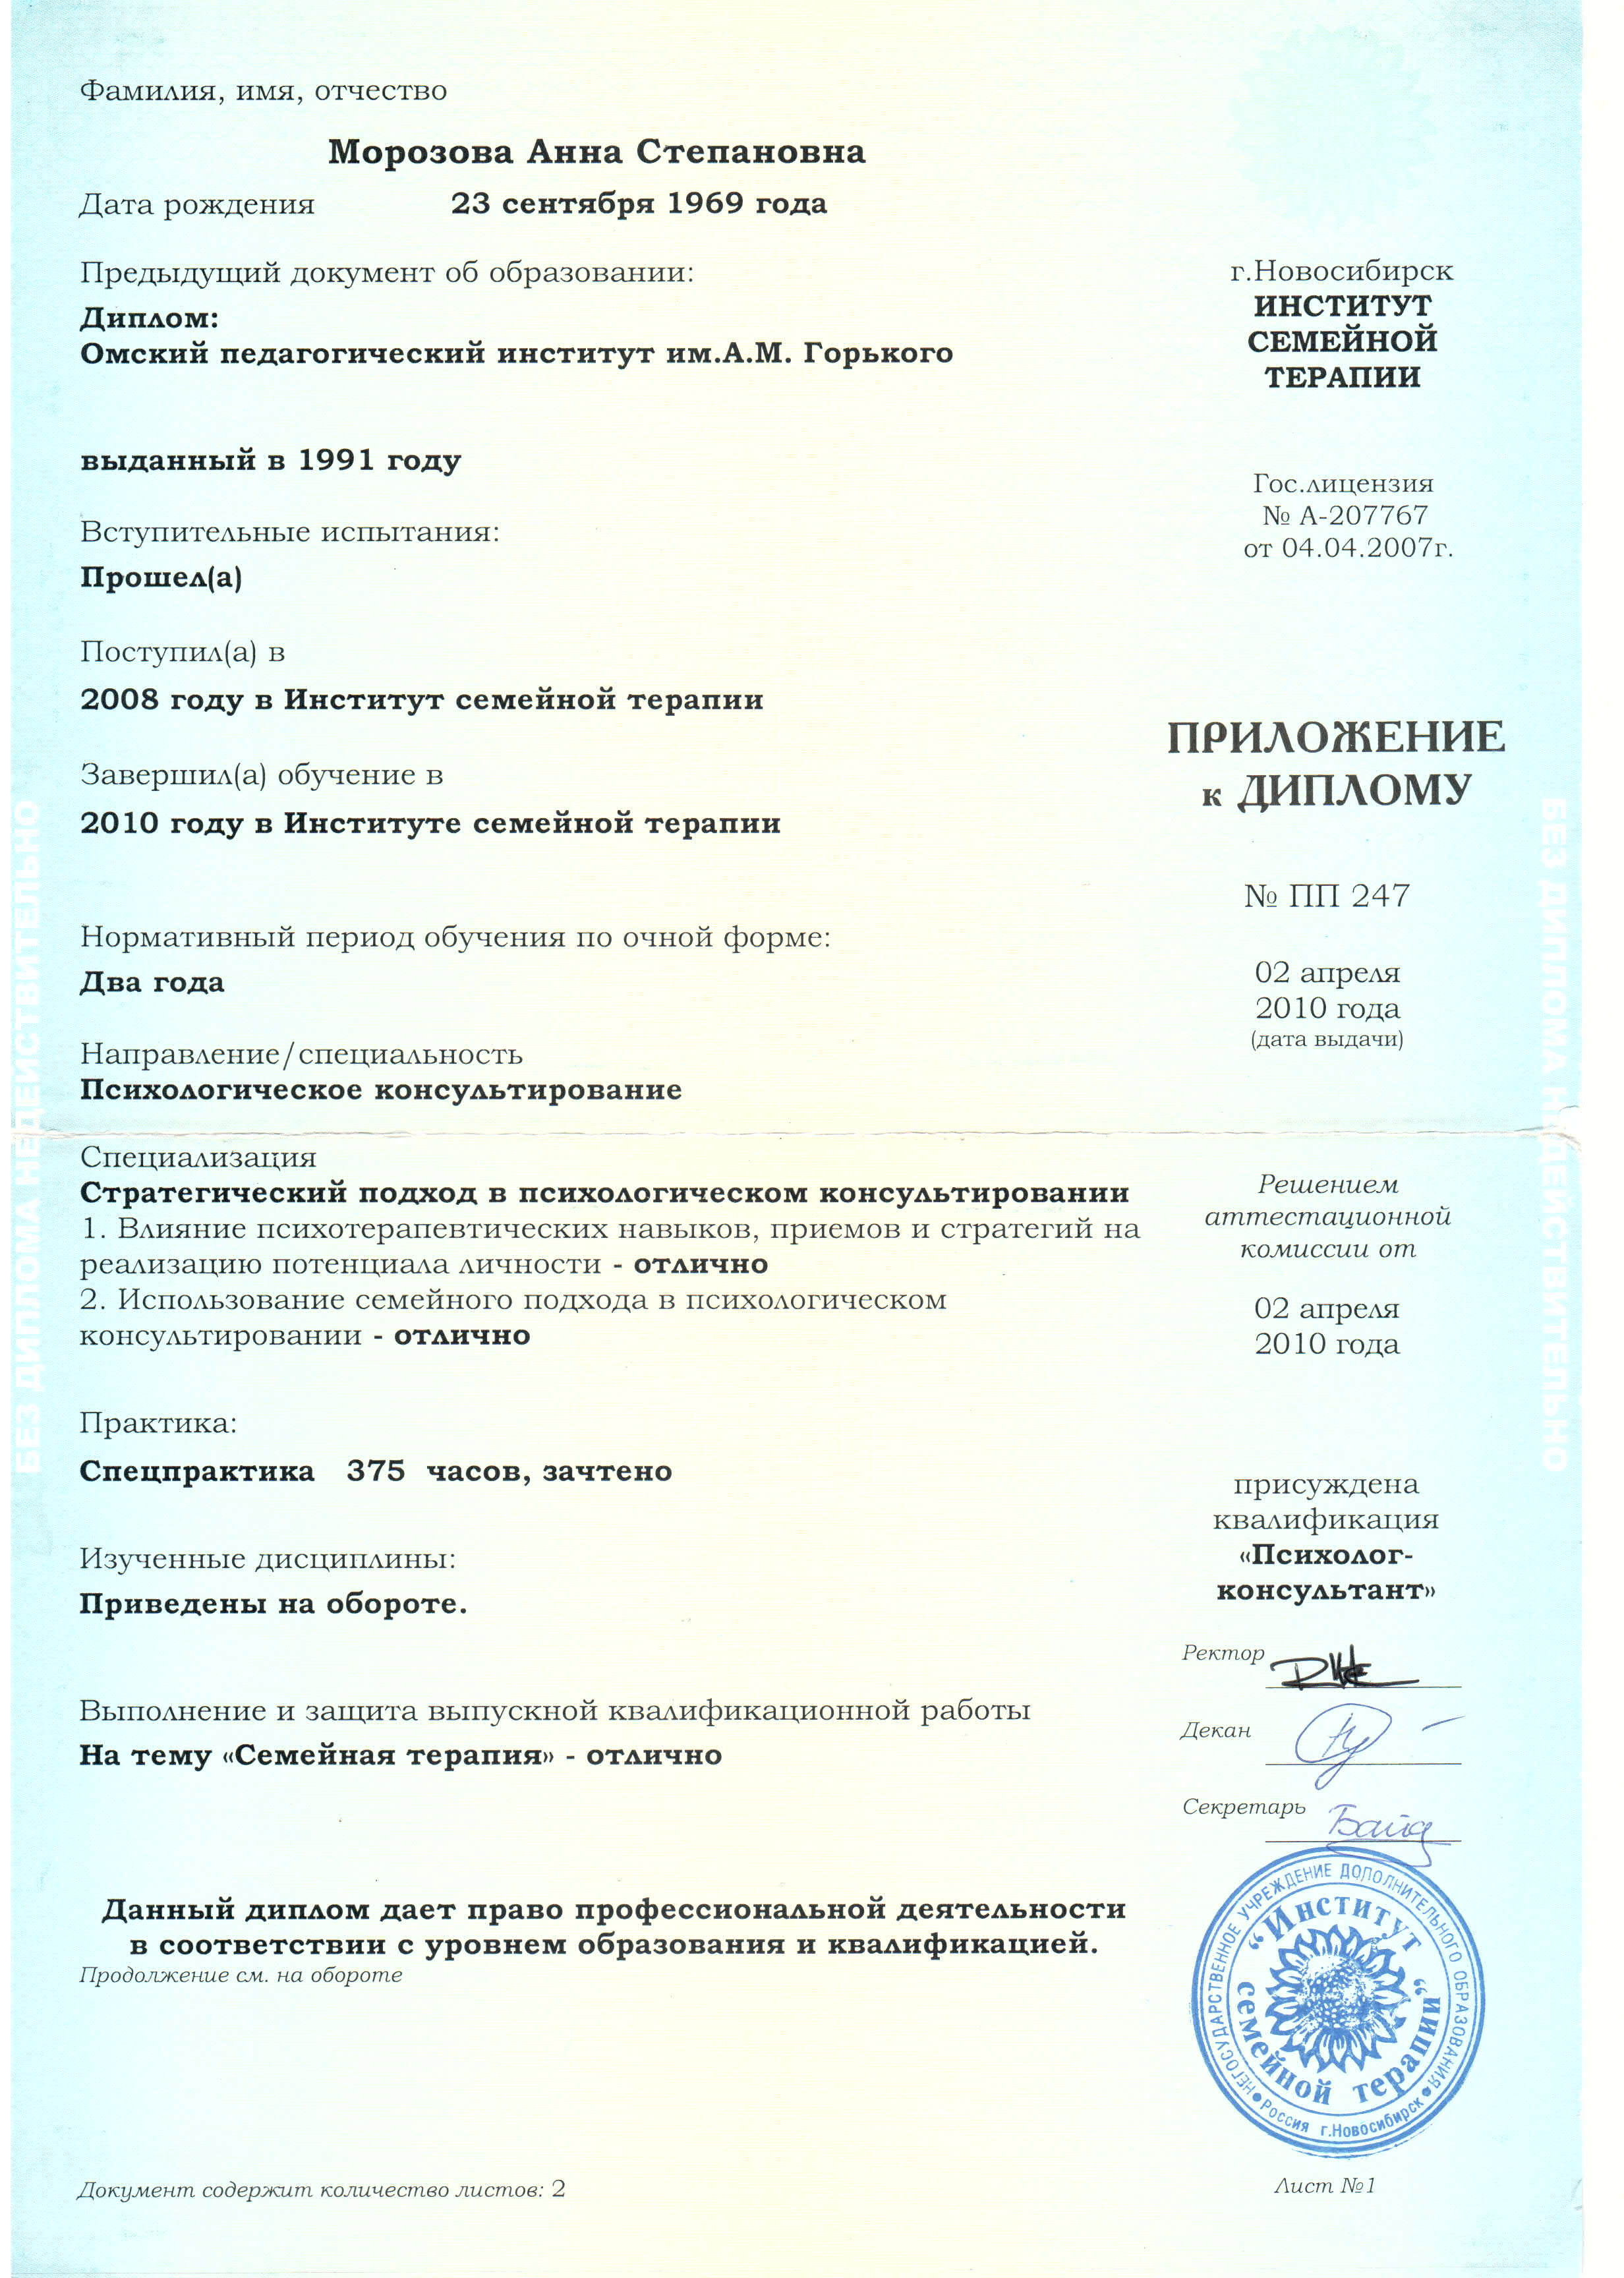 Фамилия, имя, отчество
Морозова Анна Степановна
Дата рождения 23 сентября 1969 года
Предыдущий документ об образовании:
Диплом:
Омский педагогический институт им.А.М. Горького
выданный в 1991 году
Вступительные испытания:
Прошел(а)
Поступил(а) в
2008 году в Институт семейной терапии
Завершил(а) обучение в
2010 году в Институте семейной терапии
Нормативный период обучения по очной форме:
Два года
Направление/специальность
Психологическое консультирование
Специализация
Стратегический подход в психологическом консультировании
1. Влияние психотерапевтических навыков, приемов и стратегий на
реализацию потенциала личности - отлично
2. Использование семейного подхода в психологическом
консультировании - отлично
Практика:
Спецпрактика 375 часов, зачтено
Изученные дисциплины:
Приведены на обороте.
Выполнение и защита выпускной квалификационной работы
На тему «Семейная терапия» - отлично
Данный диплом дает право профессиональной деятельности
в соответствии с уровнем образования и квалификацией.
Продолжение см. на обороте
Документ содержит количество листов: 2
г.Новосибирск
ИНСТИТУТ
СЕМЕЙНОЙ
ТЕРАПИИ
Гос.лицензия
№ А-207767
от 04.04.2007г.
ПРИЛОЖЕНИЕ
к ДИПЛОМУ
№ ПП 247
02 апреля
2010 года
(дата выдачи)
Решением
аттестационной
комиссии от
02 апреля
2010 года
присуждена
квалификация
«Психолог-
консультант»
Ректор
Декан
Секретарь
НЕГОСУДАРСТВЕННОЕ УЧРЕЖДЕНИЕ ДОПОЛНИТЕЛЬНОГО ОБРАЗОВАНИЯ
Россия г.Новосибирск
"Институт
семейной терапии"
Лист №1
БЕЗ ДИПЛОМА НЕДЕЙСТВИТЕЛЬНО
БЕЗ ДИПЛОМА НЕДЕЙСТВИТЕЛЬНО